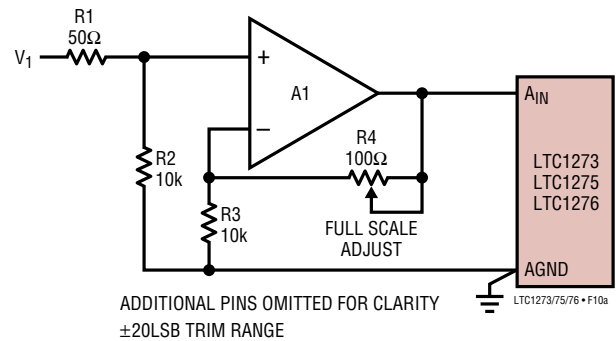 R1
50Ω
V1
+
A1
−
R2
10k
R4
100Ω
FULL SCALE
ADJUST
R3
10k
AIN
LTC1273
LTC1275
LTC1276
AGND
LTC1273/75/76 • F10a
ADDITIONAL PINS OMITTED FOR CLARITY
±20LSB TRIM RANGE